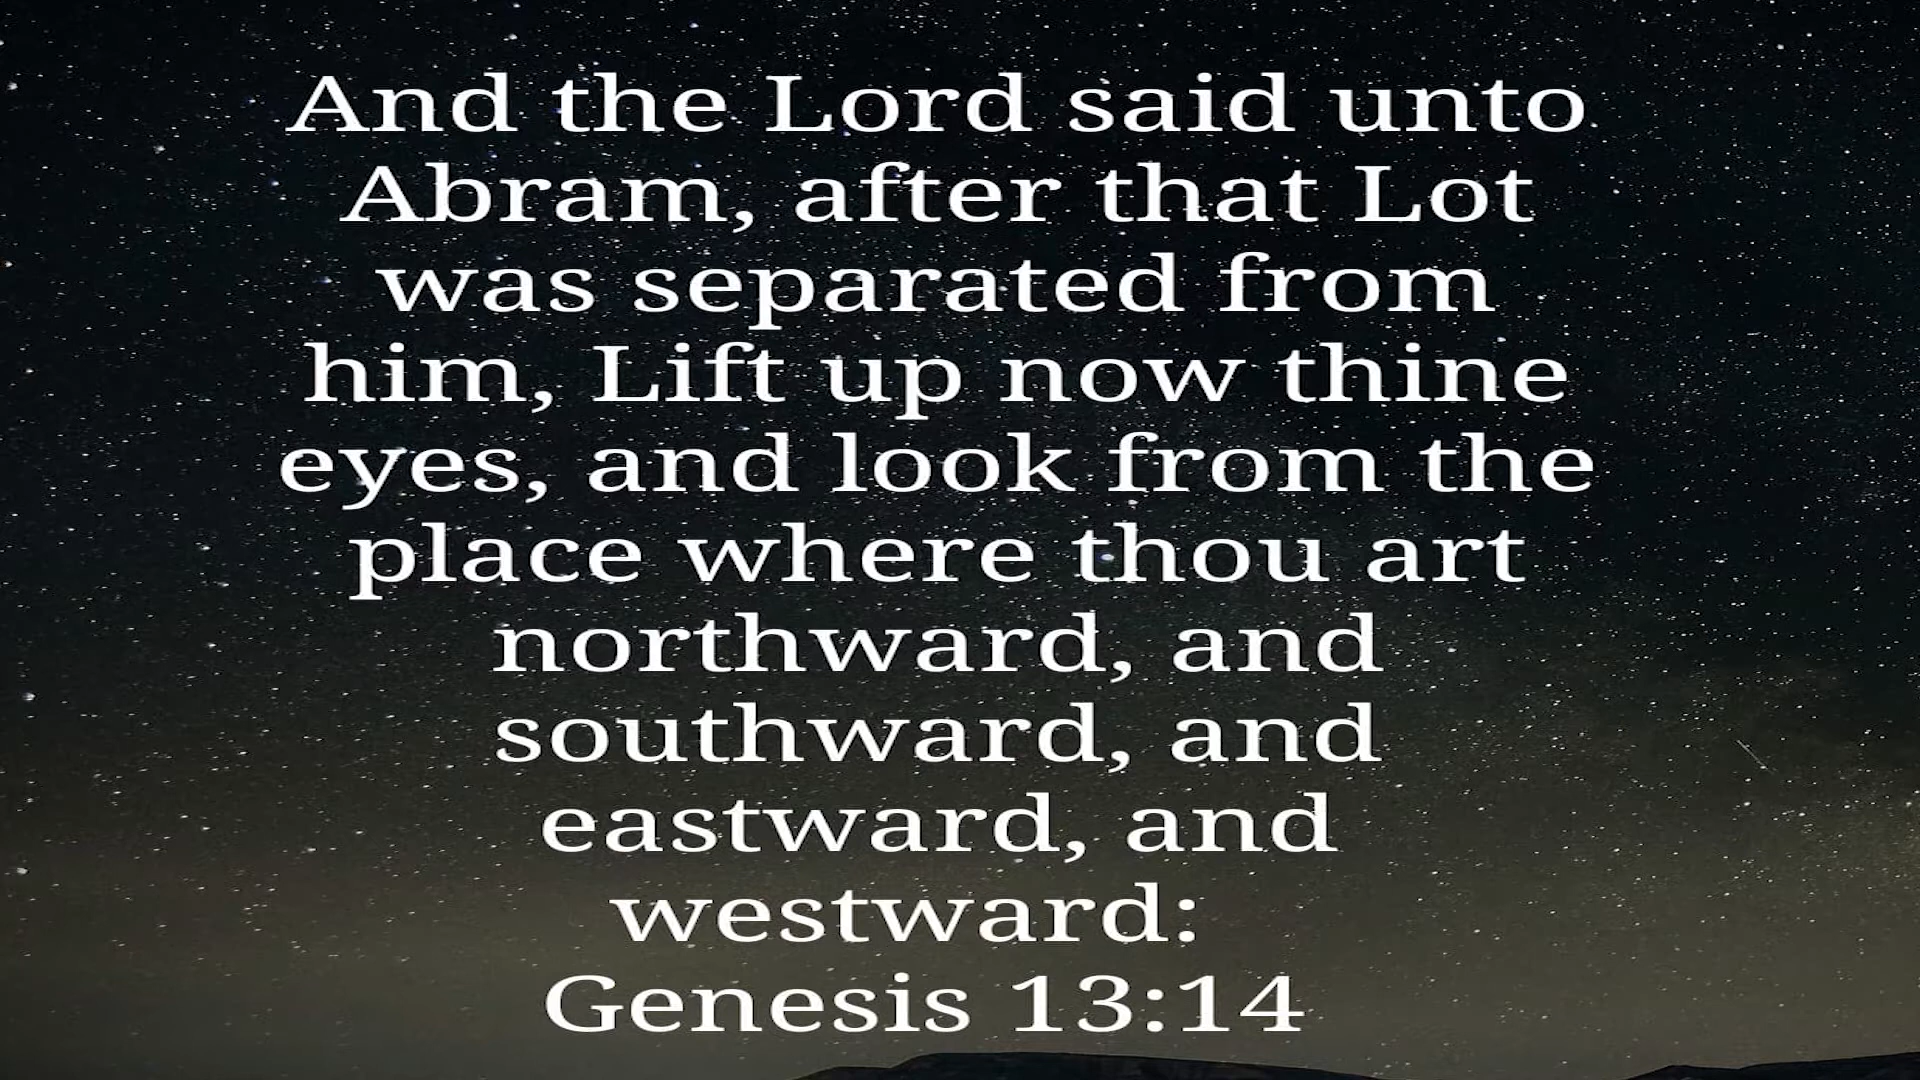 And the Lord said unto
Abram, after that Lot
was separated from
him, Lift up now thine
eyes, and look from the
place where thou art
northward, and
southward, and
eastward, and
westward:
Genesis 13:14